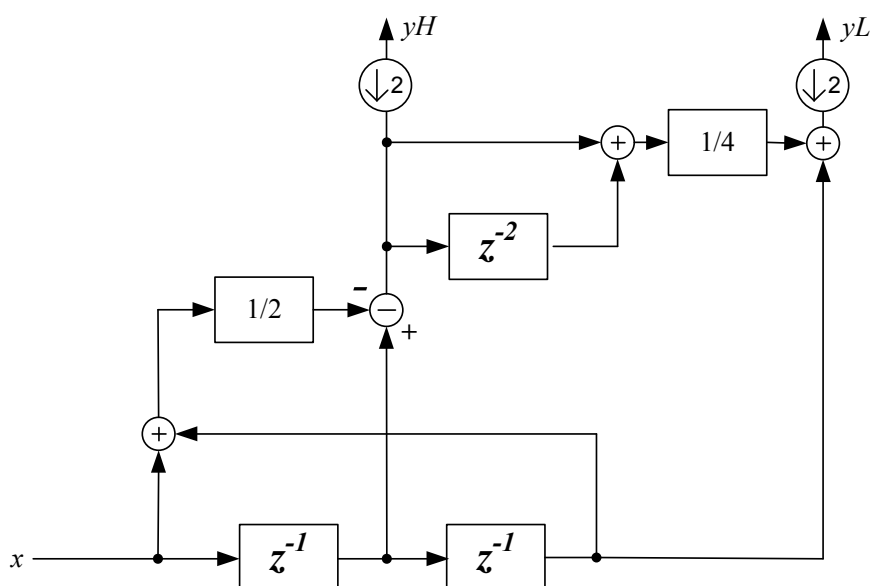 yH
yL
↓2
↓2
+
1/4
+
z⁻²
1/2
-
−
+
+
x
z⁻¹
z⁻¹